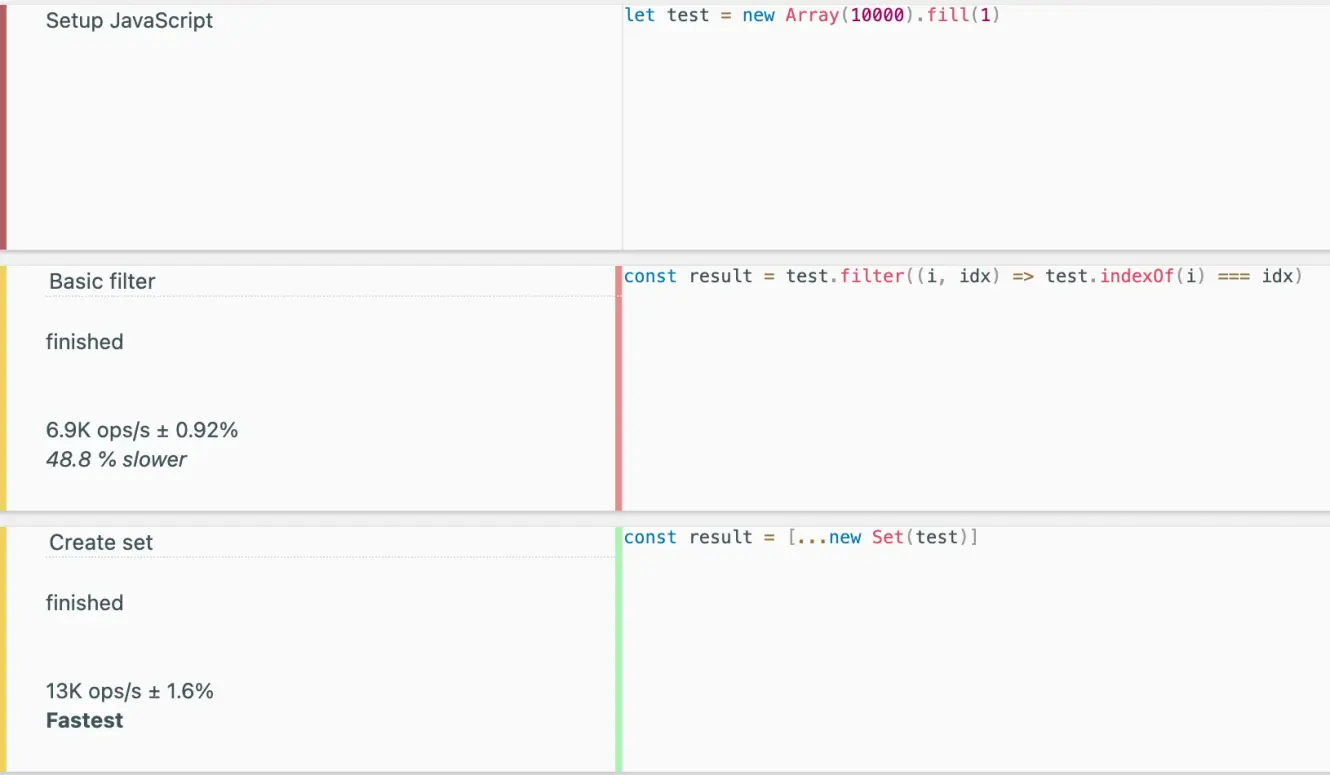 Setup JavaScript
let test = new Array(10000).fill(1)
Basic filter
const result = test.filter((i, idx) => test.indexOf(i) === idx)
finished
6.9K ops/s ± 0.92%
48.8 % slower
Create set
const result = [...new Set(test)]
finished
13K ops/s ± 1.6%
Fastest